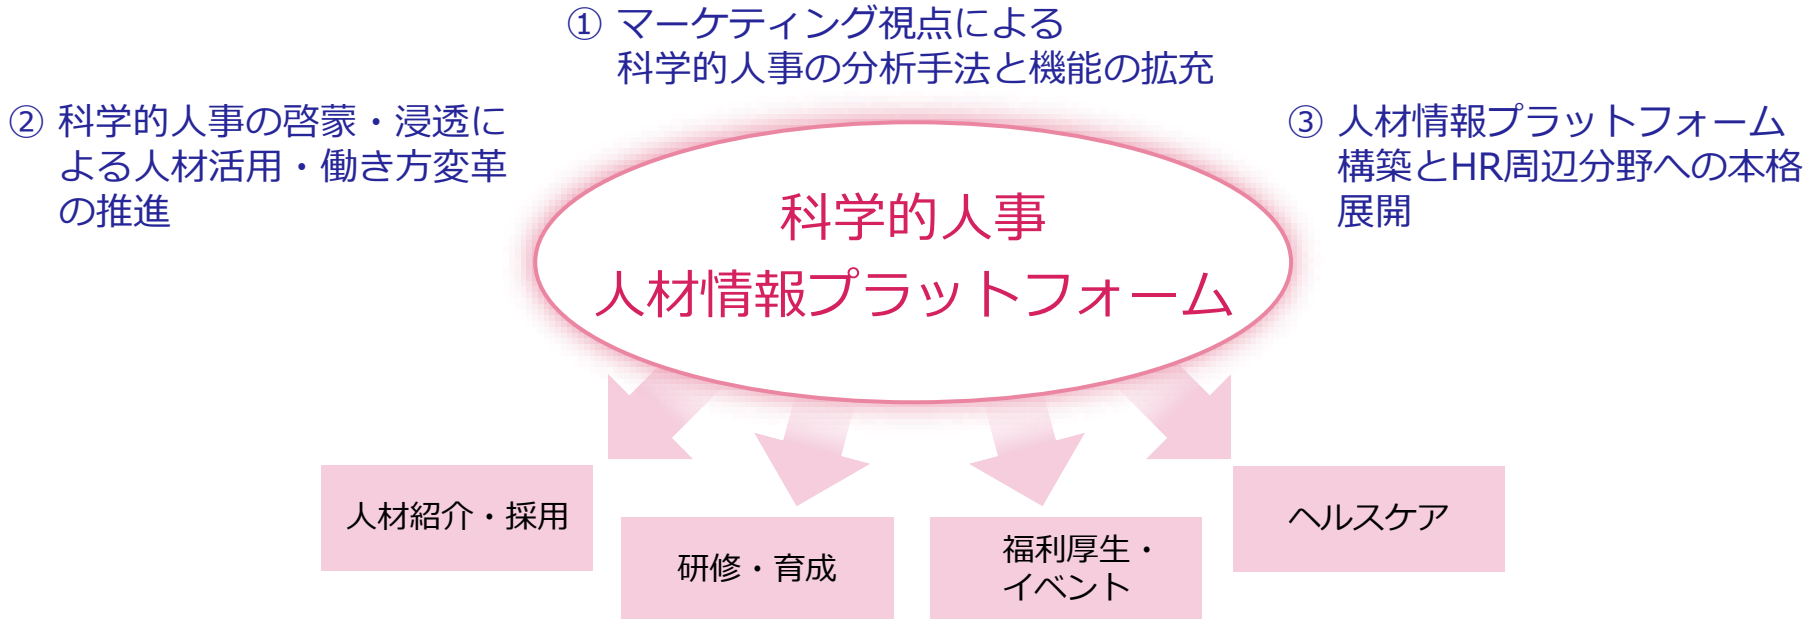 ① マーケティング視点による
科学的人事の分析手法と機能の拡充
② 科学的人事の啓蒙・浸透に
よる人材活用・働き方変革
の推進
③ 人材情報プラットフォーム
構築とHR周辺分野への本格
展開
科学的人事
人材情報プラットフォーム
人材紹介・採用
研修・育成
福利厚生・
イベント
ヘルスケア